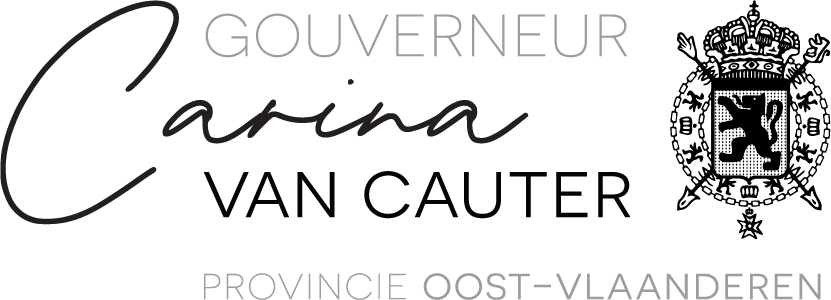 GOUVERNEUR
Carina
VAN CAUTER
PROVINCIE OOST-VLAANDEREN